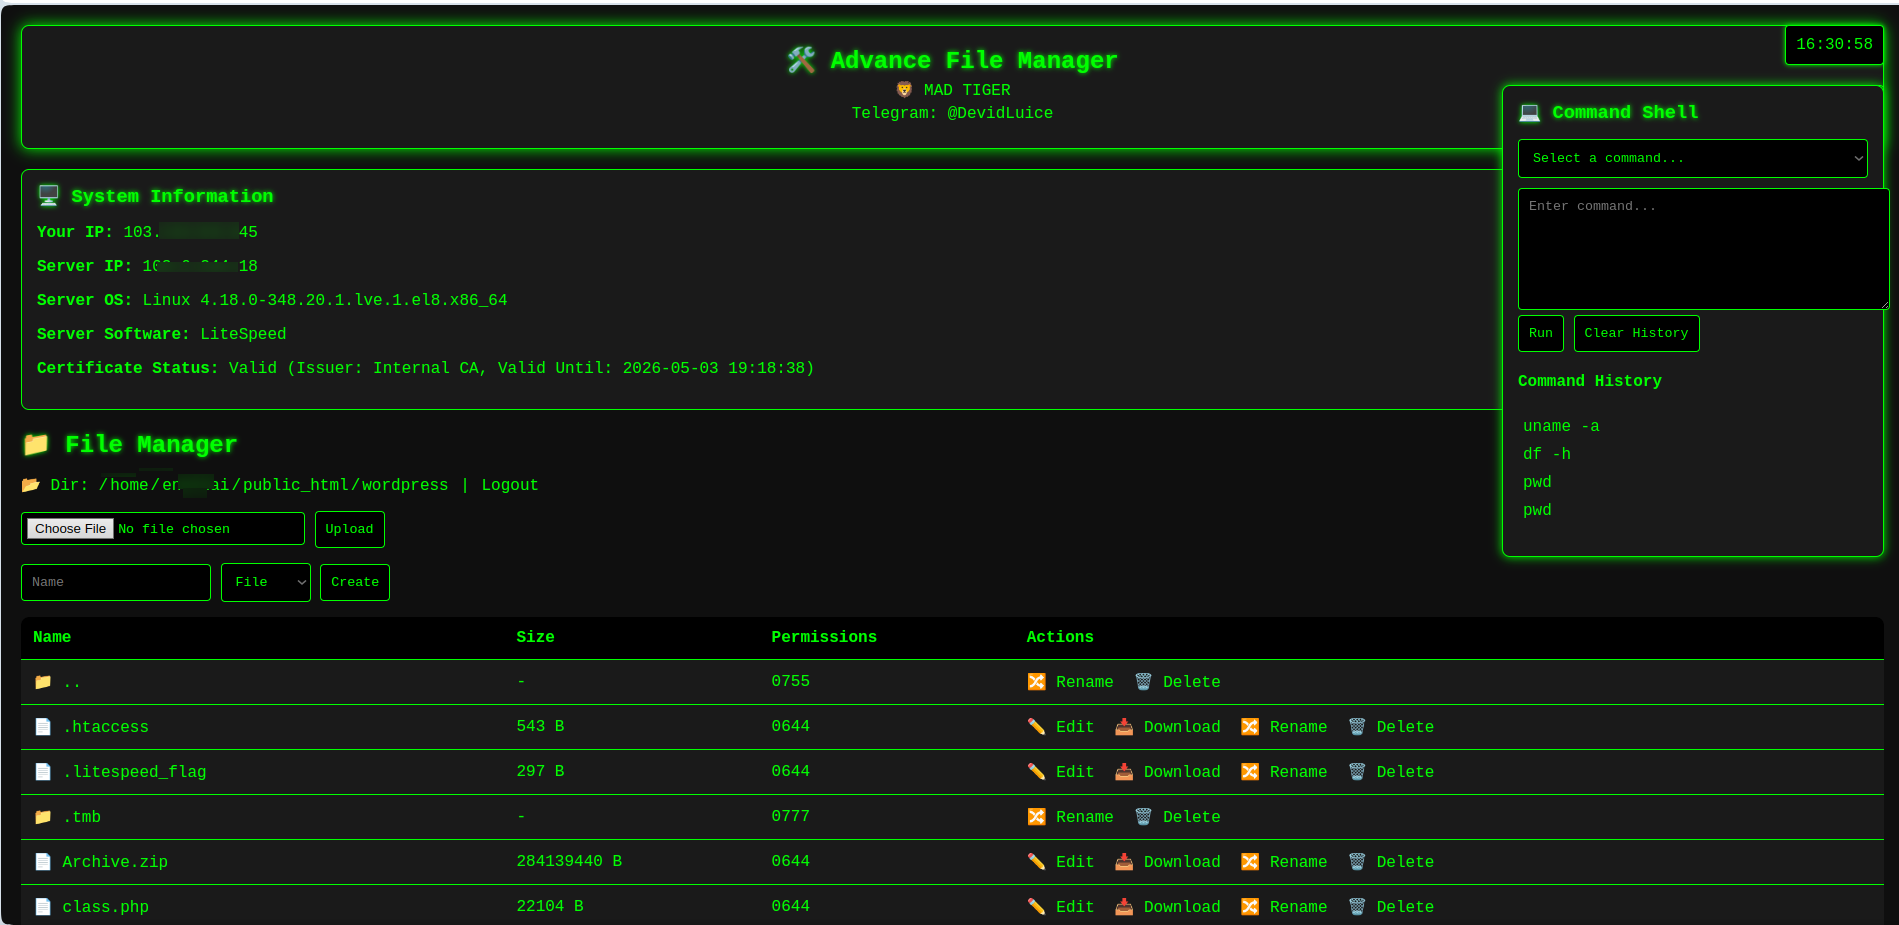 🛠️ Advance File Manager
🦁 MAD TIGER
Telegram: @DevidLuice
16:30:58
🖥️ System Information
Your IP: 103. 45
Server IP: 18
Server OS: Linux 4.18.0-348.20.1.lve.1.el8.x86_64
Server Software: LiteSpeed
Certificate Status: Valid (Issuer: Internal CA, Valid Until: 2026-05-03 19:18:38)
💻 Command Shell
Select a command...
Enter command...
Run Clear History
Command History
uname -a
df -h
pwd
pwd
📁 File Manager
📂 Dir: /home/en ai/public_html/wordpress | Logout
Choose File No file chosen Upload
Name File Create
Name Size Permissions Actions
📁 .. - 0755 🔀 Rename 🗑️ Delete
📄 .htaccess 543 B 0644 ✏️ Edit 📥 Download 🔀 Rename 🗑️ Delete
📄 .litespeed_flag 297 B 0644 ✏️ Edit 📥 Download 🔀 Rename 🗑️ Delete
📁 .tmb - 0777 🔀 Rename 🗑️ Delete
📄 Archive.zip 284139440 B 0644 ✏️ Edit 📥 Download 🔀 Rename 🗑️ Delete
📄 class.php 22104 B 0644 ✏️ Edit 📥 Download 🔀 Rename 🗑️ Delete